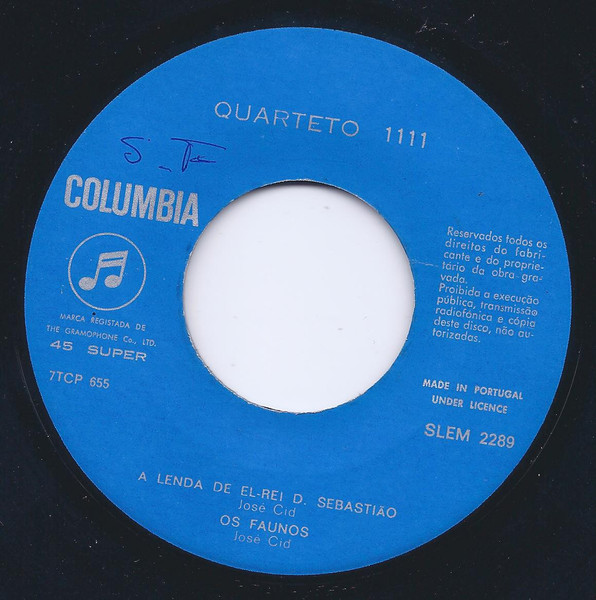 QUARTETO 1111
COLUMBIA
MARCA REGISTADA DE
THE GRAMOPHONE Co., LTD.
45 SUPER
7TCP 655
Reservados todos os
direitos do fabri-
cante e do proprie-
tário da obra gra-
vada.
Proibida a execução
pública, transmissão
radiofónica e cópia
deste disco, não au-
torizadas.
MADE IN PORTUGAL
UNDER LICENCE
SLEM 2289
A LENDA DE EL-REI D. SEBASTIÃO
José Cid
OS FAUNOS
José Cid